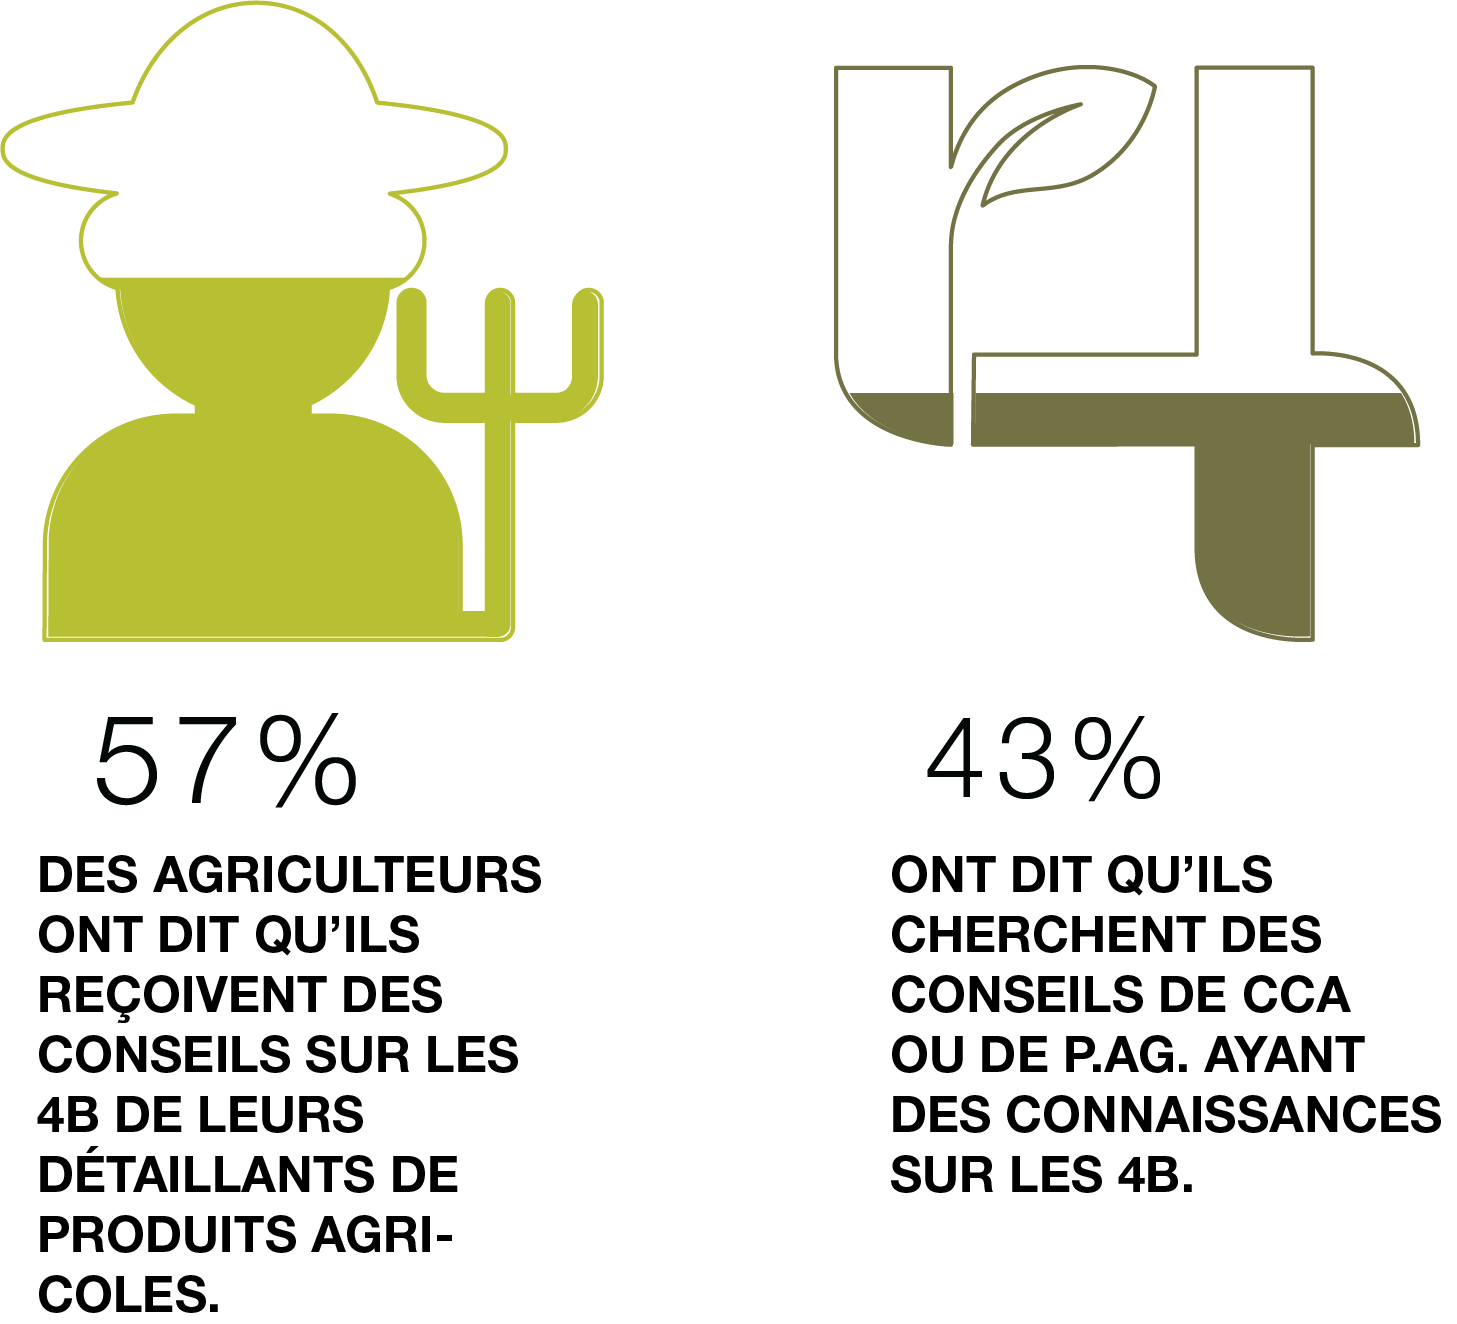 57%
DES AGRICULTEURS
ONT DIT QU’ILS
REÇOIVENT DES
CONSEILS SUR LES
4B DE LEURS
DÉTAILLANTS DE
PRODUITS AGRI-
COLES.
43%
ONT DIT QU’ILS
CHERCHENT DES
CONSEILS DE CCA
OU DE P.AG. AYANT
DES CONNAISSANCES
SUR LES 4B.